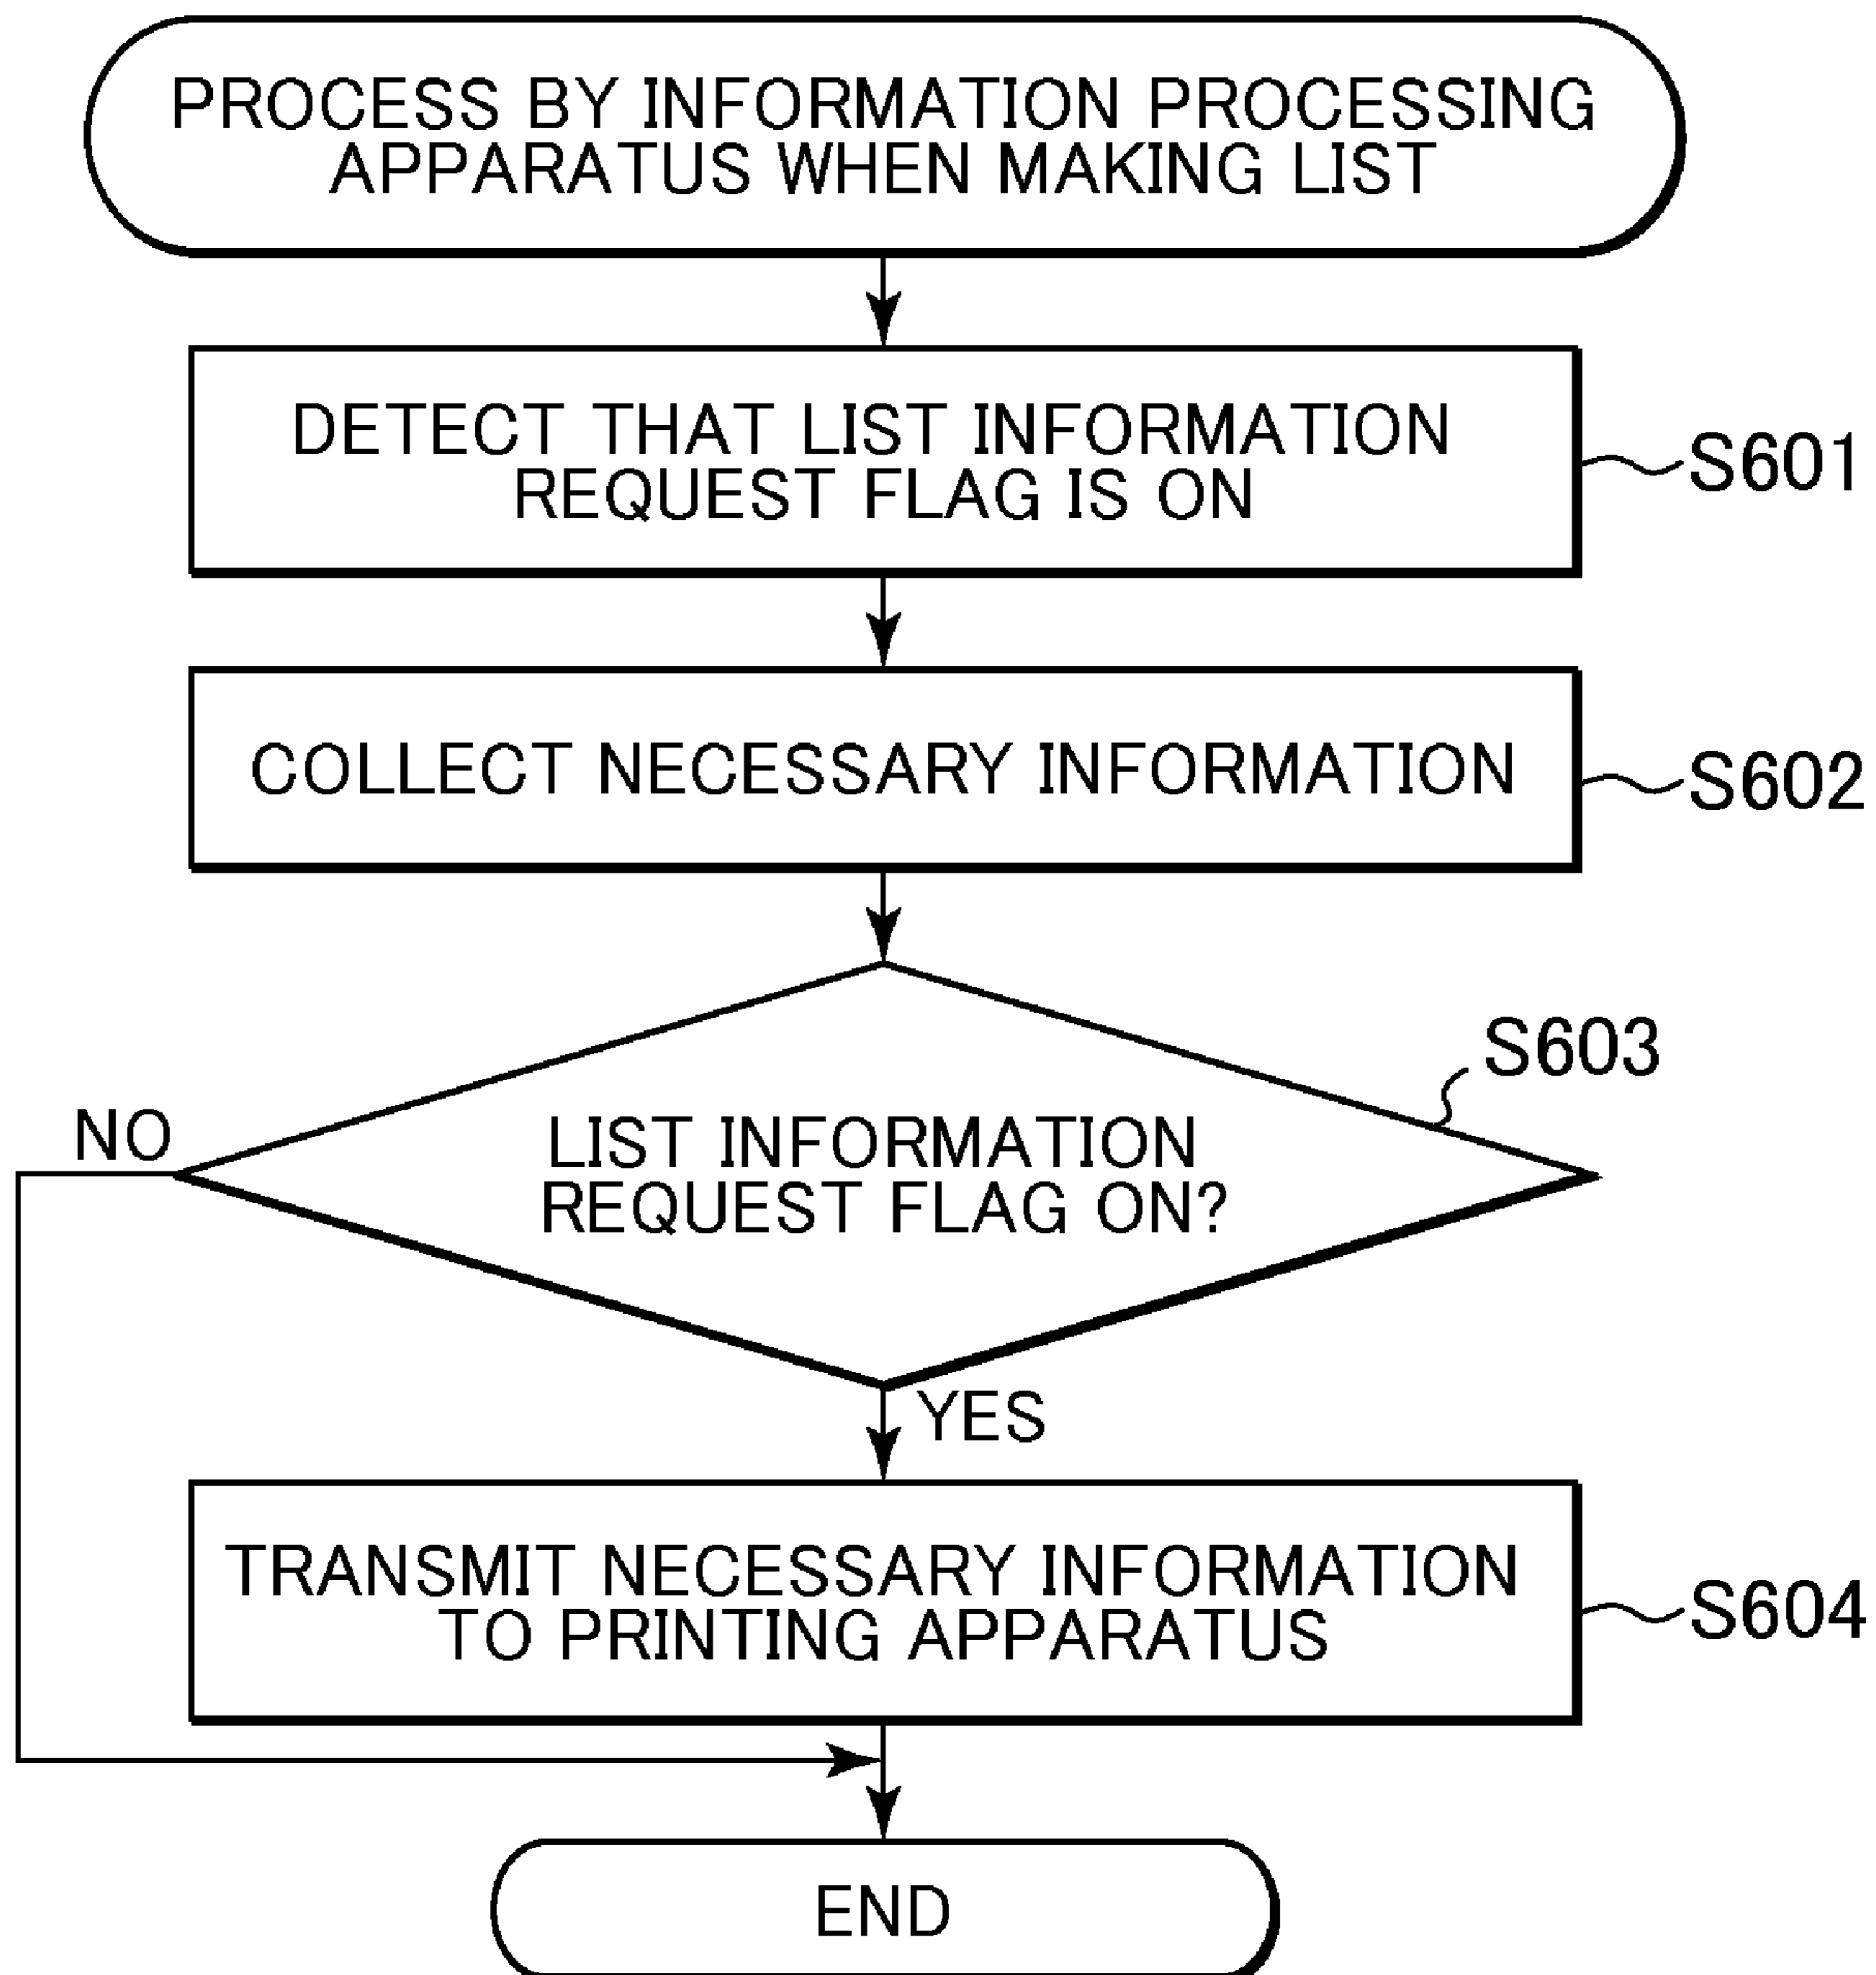 PROCESS BY INFORMATION PROCESSING
APPARATUS WHEN MAKING LIST
DETECT THAT LIST INFORMATION
REQUEST FLAG IS ON
S601
COLLECT NECESSARY INFORMATION
S602
S603
NO
LIST INFORMATION
REQUEST FLAG ON?
YES
TRANSMIT NECESSARY INFORMATION
TO PRINTING APPARATUS
S604
END